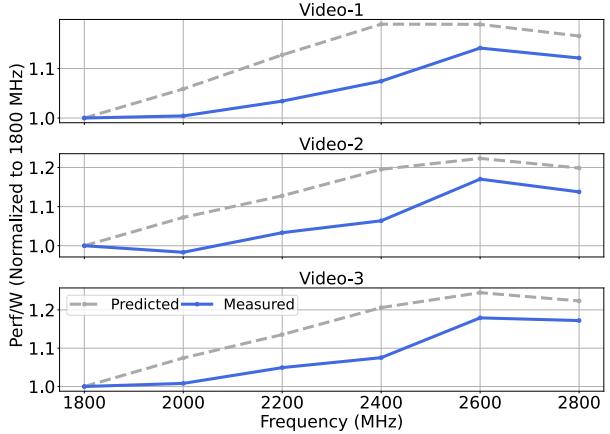 Video-1
1.1
1.0
Video-2
1.2
1.1
1.0
Video-3
Predicted Measured
1.2
1.1
1.0
1800 2000 2200 2400 2600 2800
Frequency (MHz)
Perf/W (Normalized to 1800 MHz)